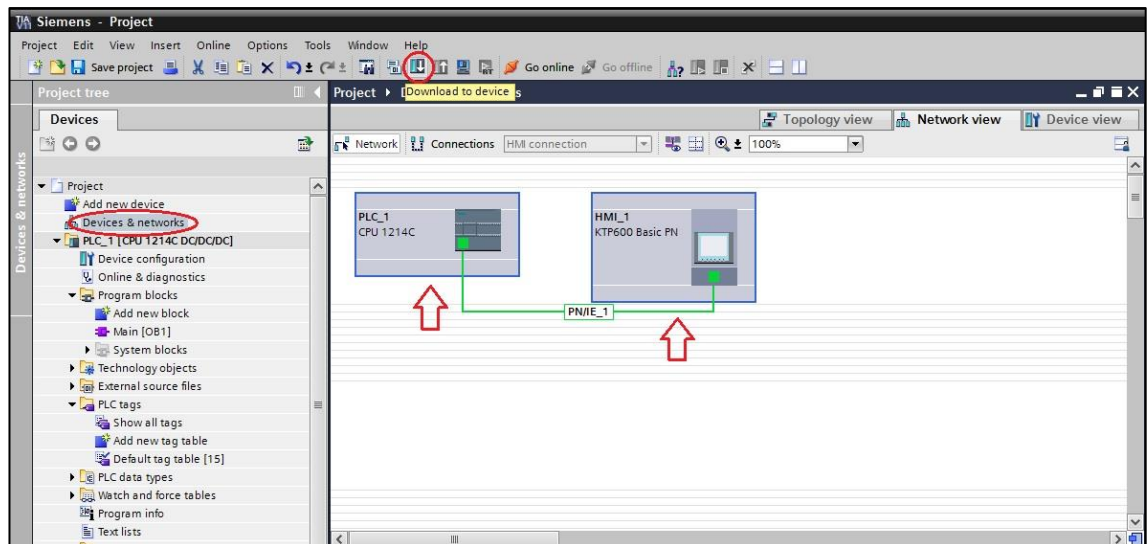 Siemens - Project
Project Edit View Insert Online Options Tools Window Help
Save project Go online Go offline
Download to device
Project tree
Project
s
Devices
Topology view Network view Device view
Network Connections HMI connection 100%
Devices & networks
Project
Add new device
Devices & networks
PLC_1 [CPU 1214C DC/DC/DC]
Device configuration
Online & diagnostics
Program blocks
Add new block
Main [OB1]
System blocks
Technology objects
External source files
PLC tags
Show all tags
Add new tag table
Default tag table [15]
PLC data types
Watch and force tables
Program info
Text lists
PLC_1
CPU 1214C
HMI_1
KTP600 Basic PN
PN/IE_1